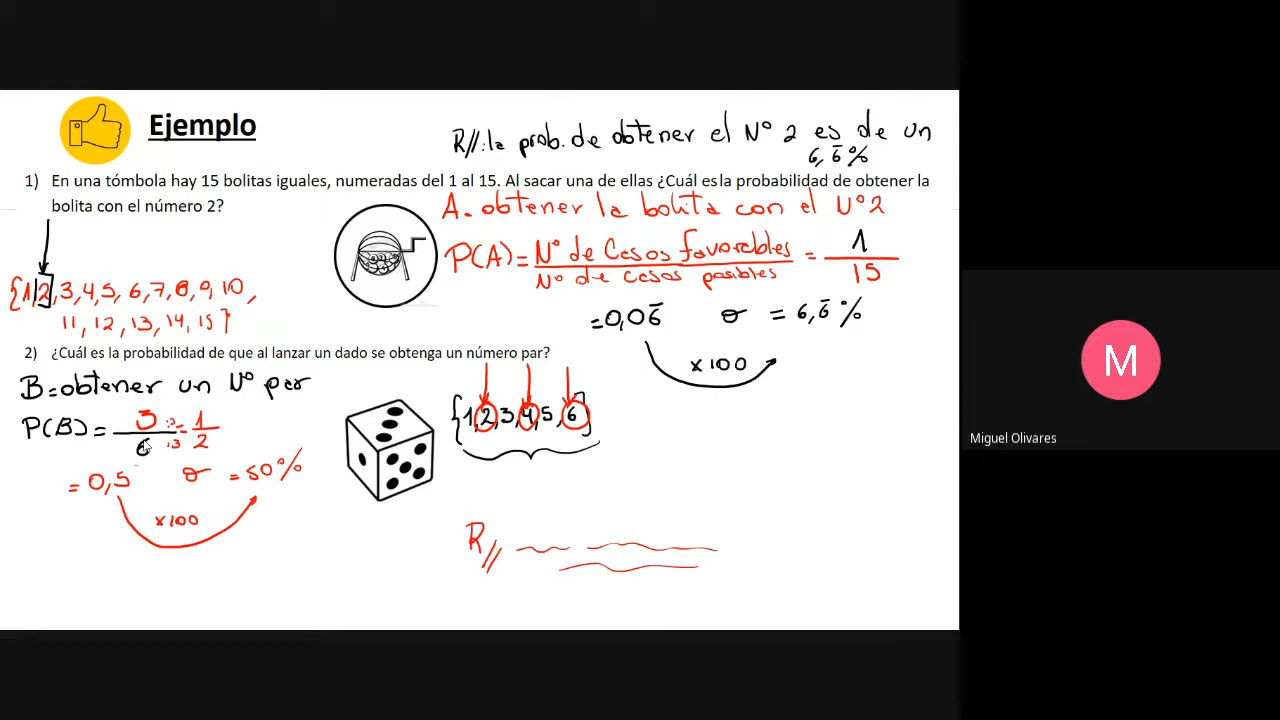 Ejemplo
R//: la prob. de obtener el N° 2 es de un
6,6̅%
1) En una tómbola hay 15 bolitas iguales, numeradas del 1 al 15. Al sacar una de ellas ¿Cuál es la probabilidad de obtener la
bolita con el número 2?
A. obtener la bolita con el N°2
P(A)= N° de casos favorables / N° de casos posibles = 1/15
{1,2,3,4,5,6,7,8,9,10,
11,12,13,14,15}
=0,06̅ o = 6,6̅%
x100
2) ¿Cuál es la probabilidad de que al lanzar un dado se obtenga un número par?
B=obtener un N° par
{1,2,3,4,5,6}
P(B)= 3/6 :3/:3 = 1/2
= 0,5 o = 50%
x100
R//
M
Miguel Olivares